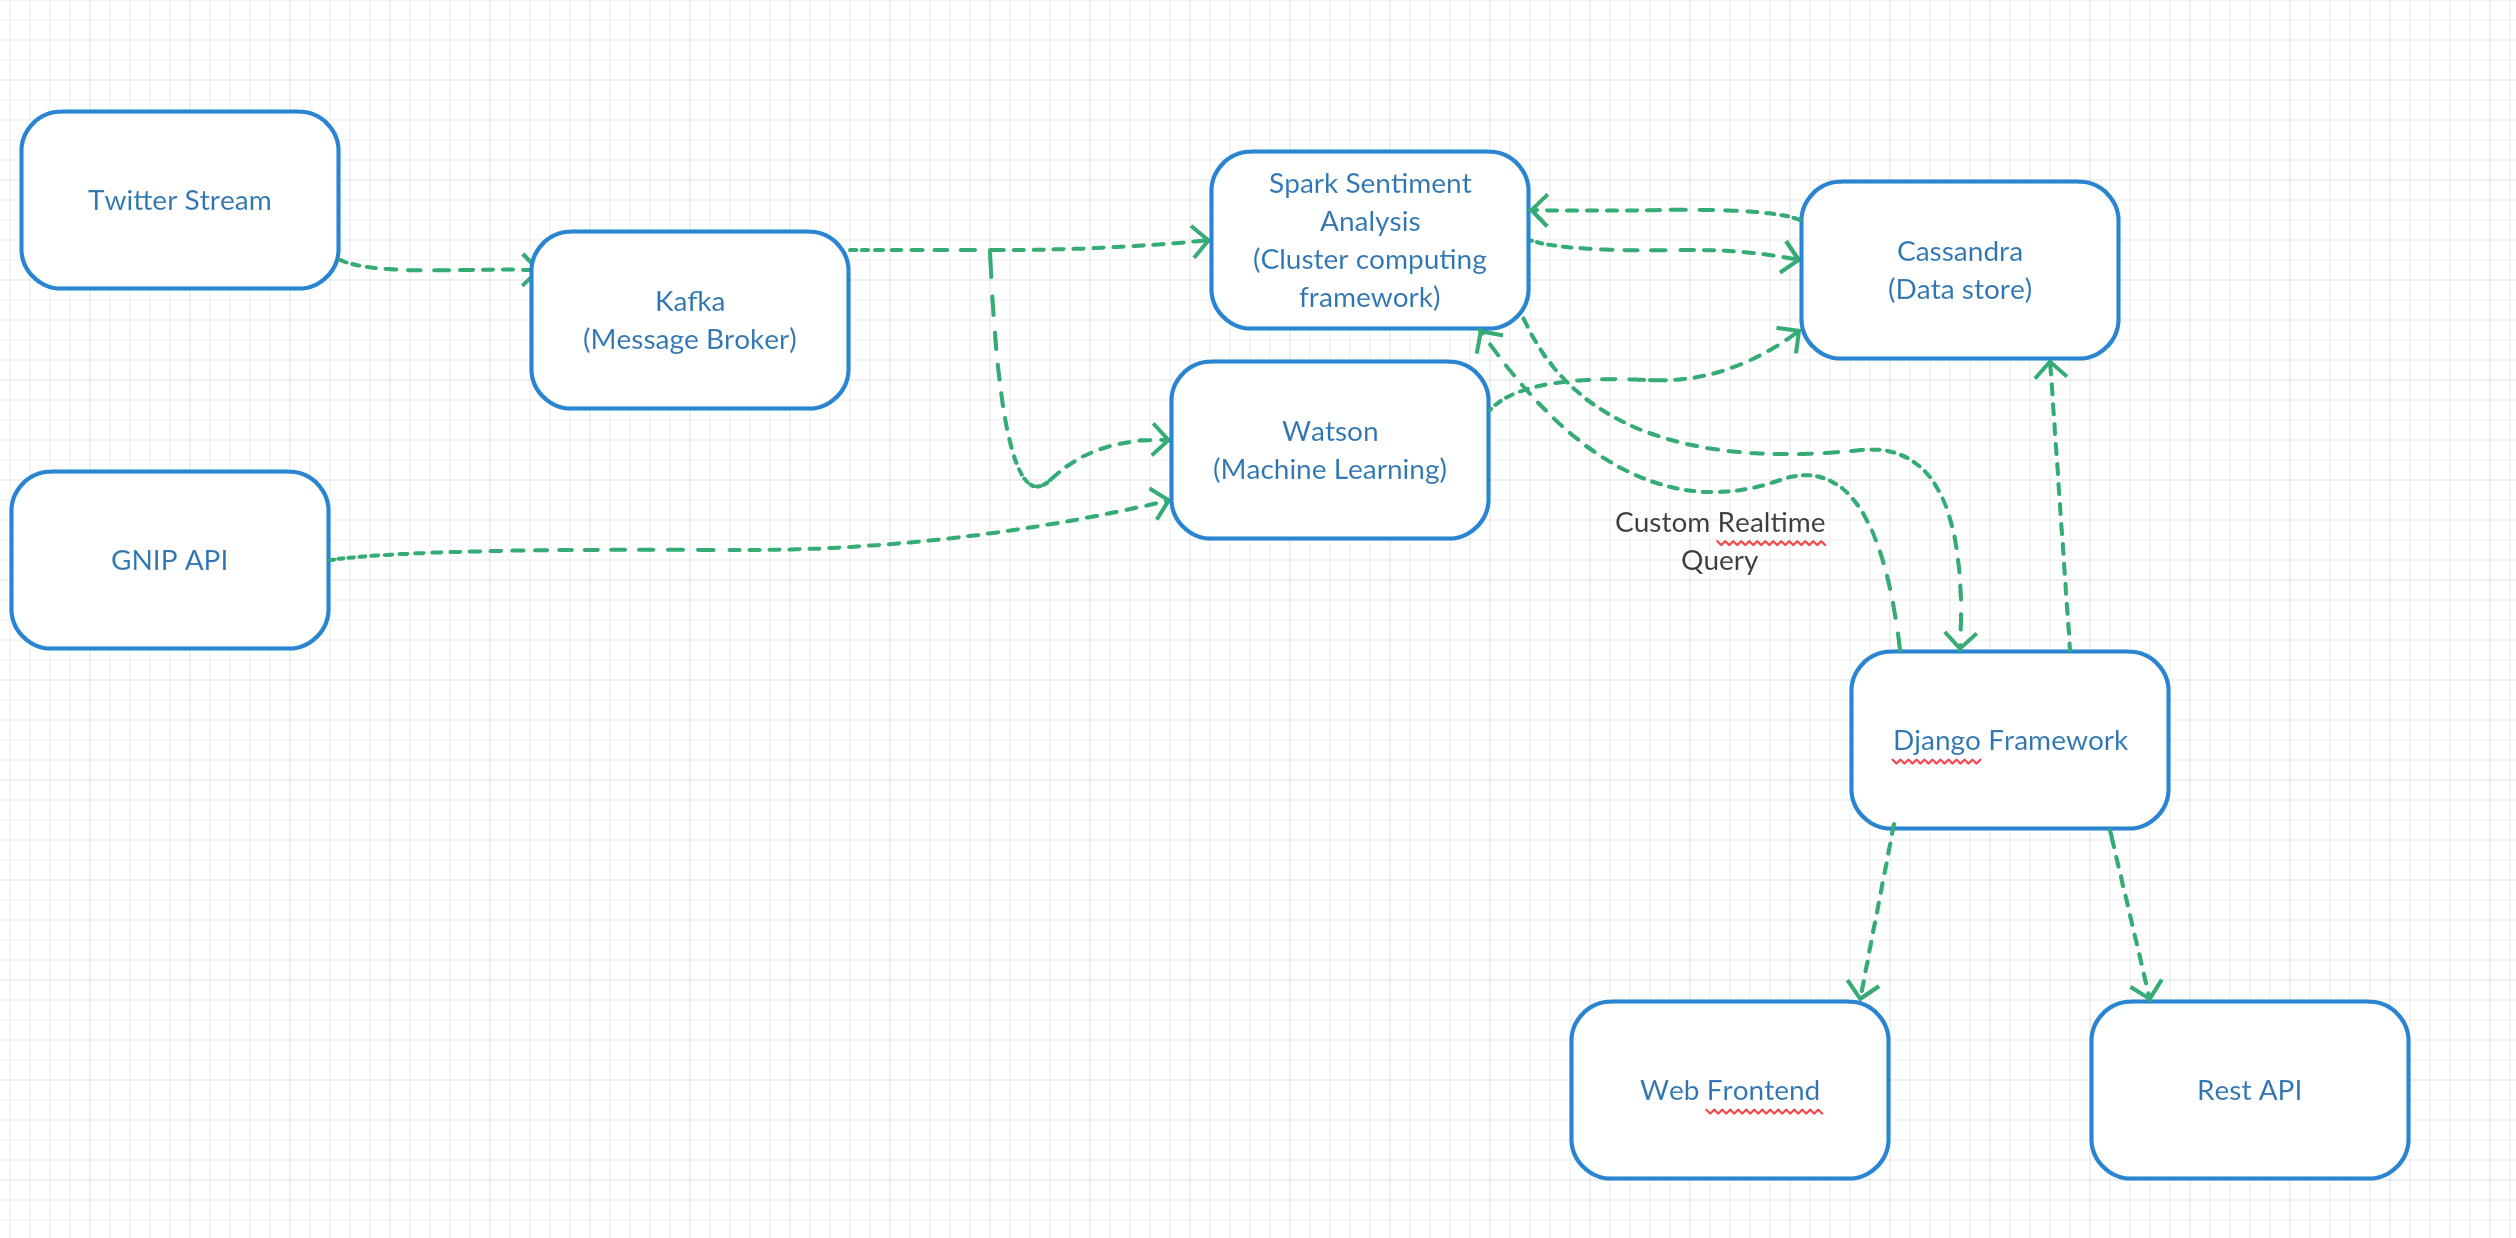 Twitter Stream
Kafka
(Message Broker)
GNIP API
Spark Sentiment
Analysis
(Cluster computing
framework)
Watson
(Machine Learning)
Cassandra
(Data store)
Custom Realtime
Query
Django Framework
Web Frontend
Rest API